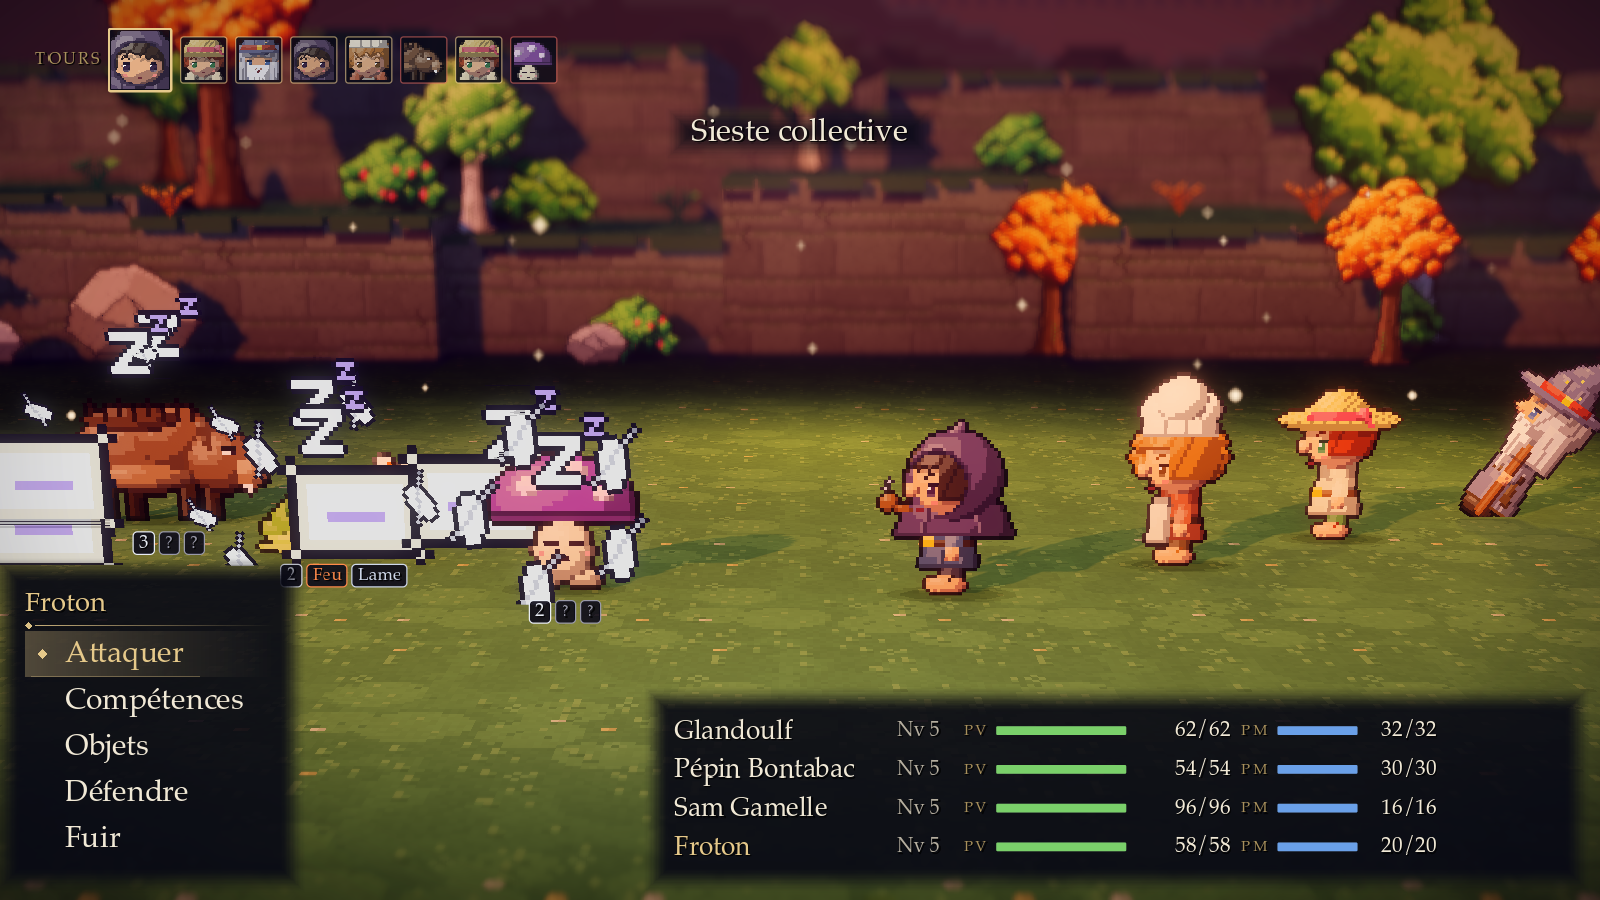 TOURS
Sieste collective
Z Z
Z Z
Z Z
Z Z
Z Z
Z Z
3 ? ?
2 Feu Lame
2 ? ?
Froton
Attaquer
Compétences
Objets
Défendre
Fuir
Glandoulf Nv 5 PV 62/62 PM 32/32
Pépin Bontabac Nv 5 PV 54/54 PM 30/30
Sam Gamelle Nv 5 PV 96/96 PM 16/16
Froton Nv 5 PV 58/58 PM 20/20